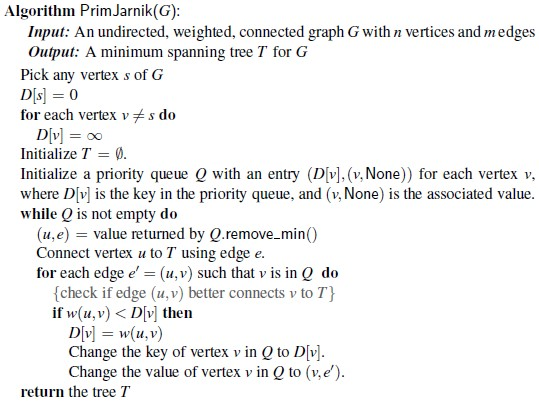 Algorithm PrimJarnik(G):
Input: An undirected, weighted, connected graph G with n vertices and m edges
Output: A minimum spanning tree T for G
Pick any vertex s of G
D[s] = 0
for each vertex v ≠ s do
D[v] = ∞
Initialize T = ∅.
Initialize a priority queue Q with an entry (D[v],(v,None)) for each vertex v,
where D[v] is the key in the priority queue, and (v,None) is the associated value.
while Q is not empty do
(u,e) = value returned by Q.remove_min()
Connect vertex u to T using edge e.
for each edge e′ = (u,v) such that v is in Q do
{check if edge (u,v) better connects v to T}
if w(u,v) < D[v] then
D[v] = w(u,v)
Change the key of vertex v in Q to D[v].
Change the value of vertex v in Q to (v,e′).
return the tree T